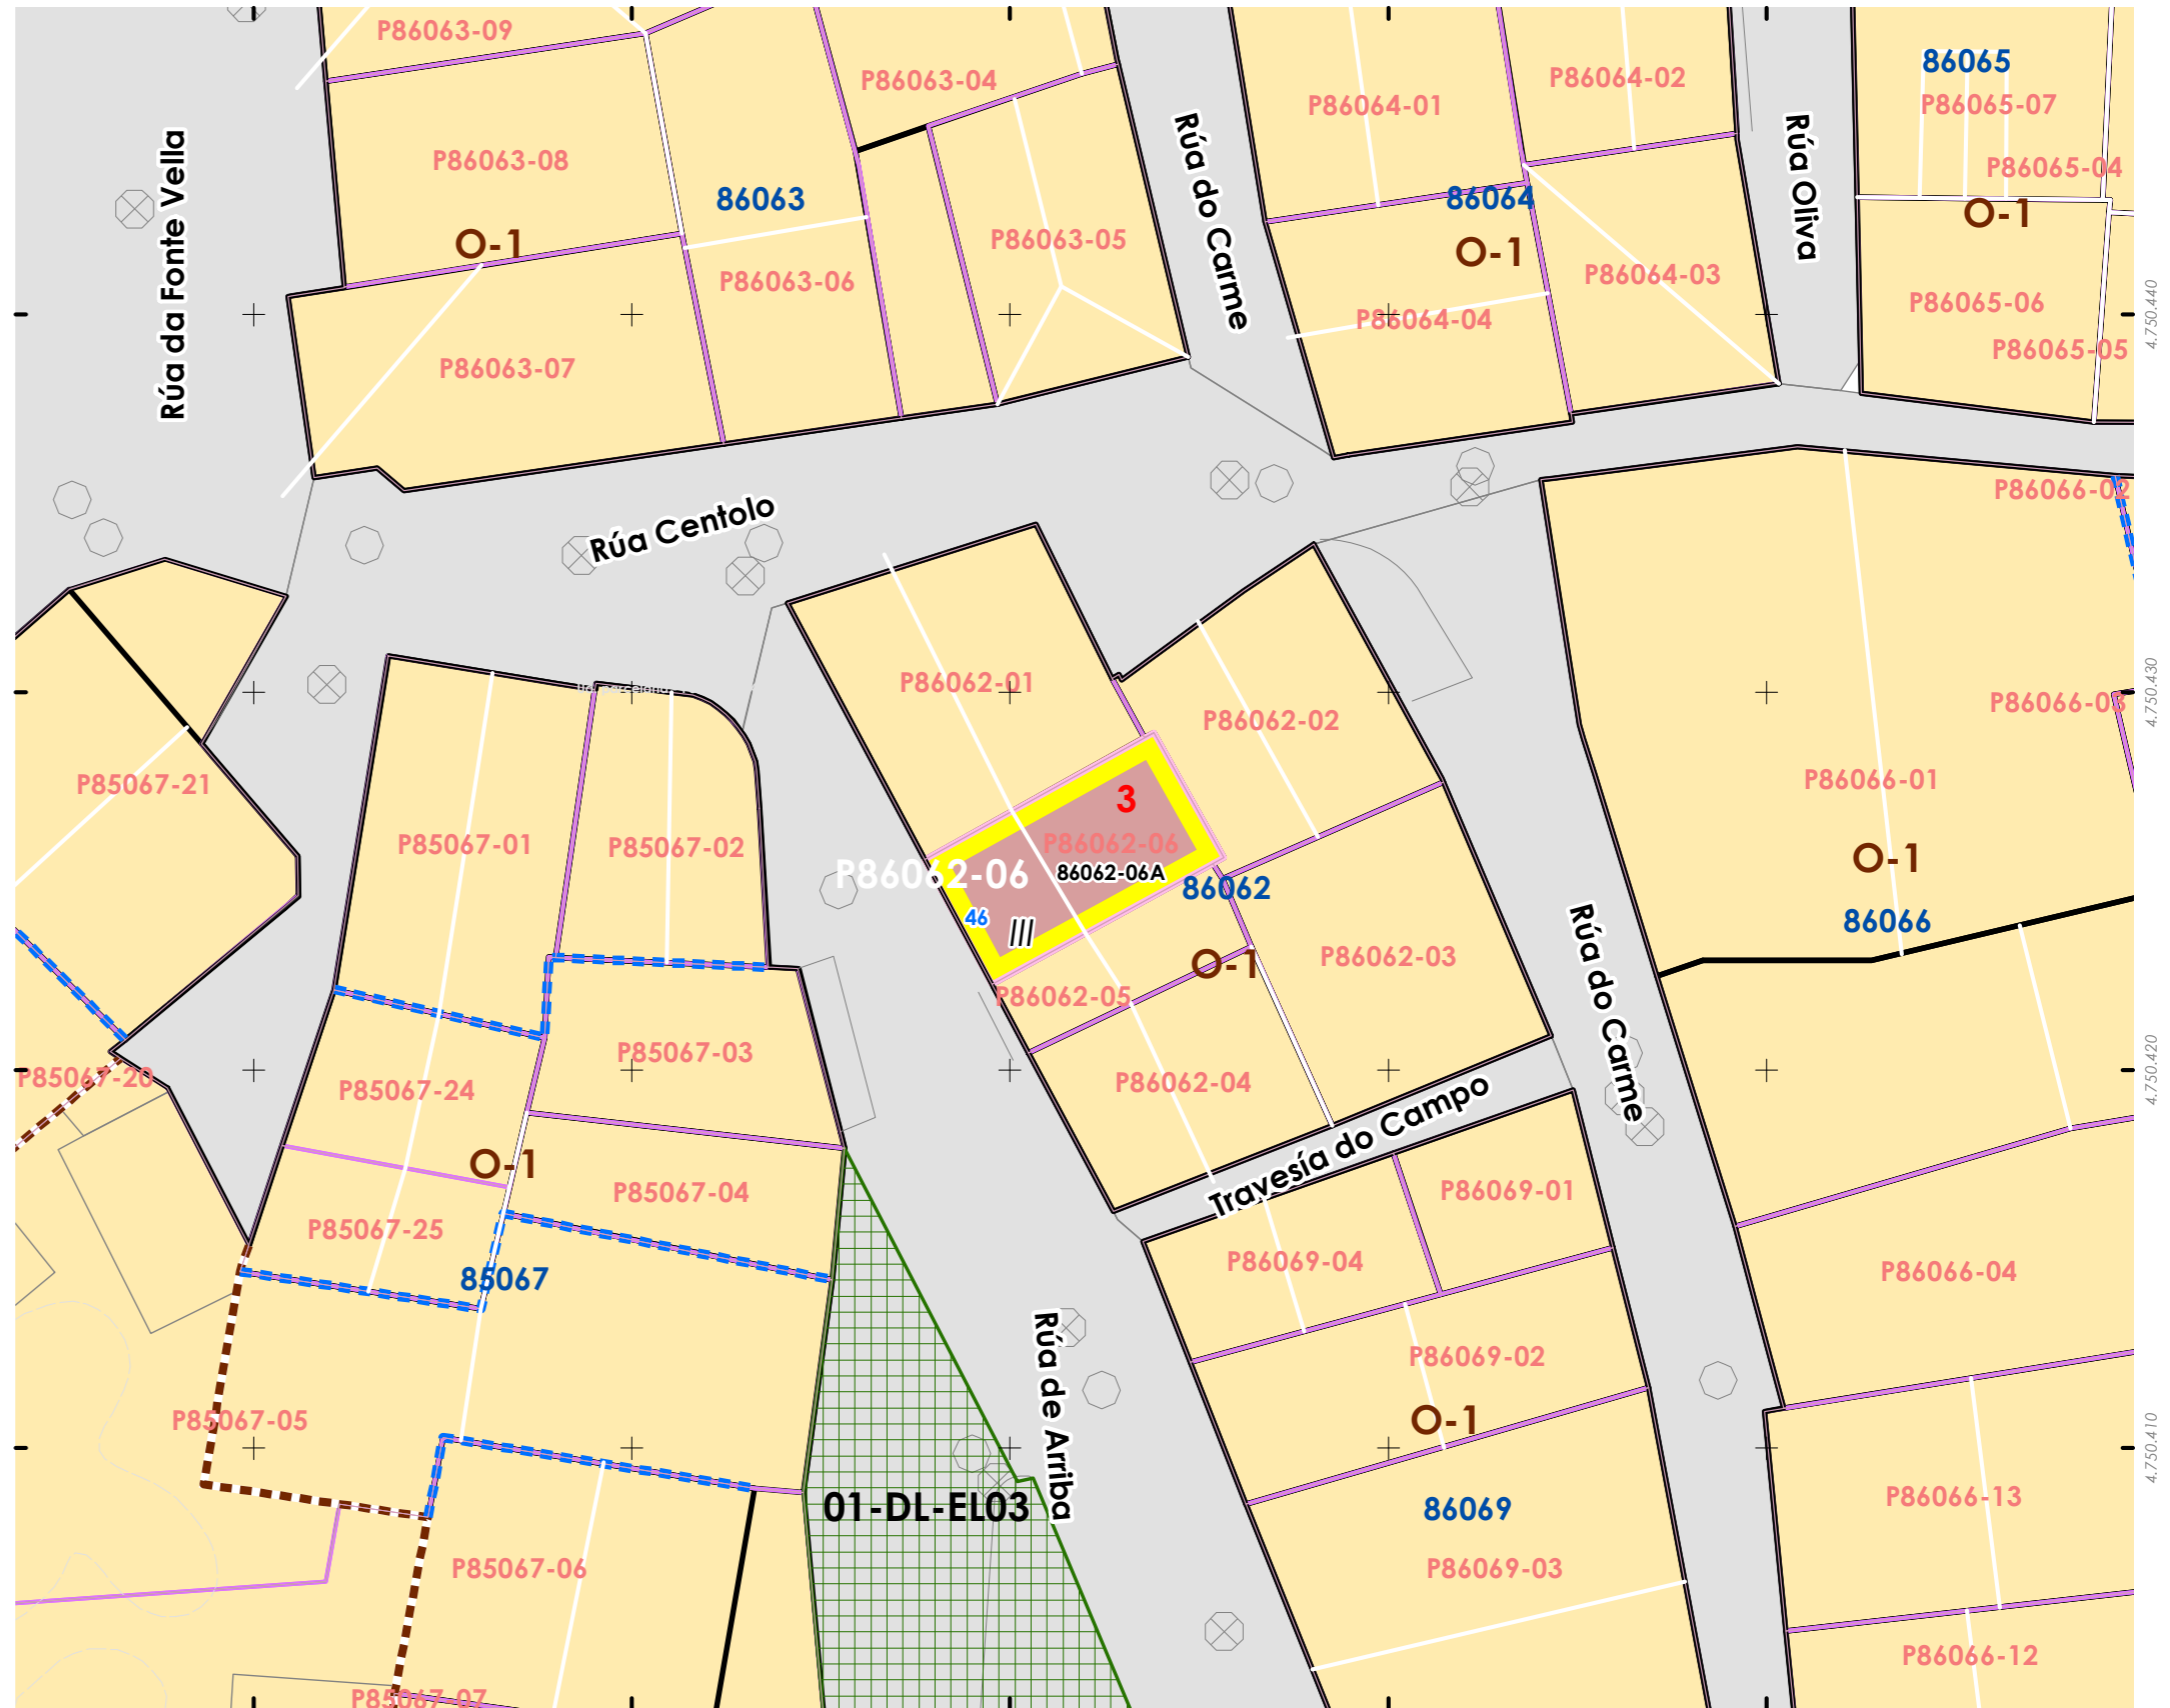 P86063-09
P86063-04
P86064-01
P86064-02
86065
P86065-07
P86063-08
86063
P86065-04
Rúa da Fonte Vella
Rúa do Carme
Rúa Oliva
86064
O-1
O-1
O-1
P86063-05
P86063-06
P86064-03
P86065-06
4.750.440
P86064-04
P86065-05
P86063-07
P86066-02
Rúa Centolo
P86062-01
P86062-02
P86066-03
4.750.430
P85067-21
P86066-01
3
P85067-01
P85067-02
P86062-06
P86062-06
86062-06A
86062
O-1
46
III
86066
P86062-03
O-1
P86062-05
Rúa do Carme
P85067-03
P85067-20
P85067-24
P86062-04
4.750.420
Travesía do Campo
O-1
P85067-04
P86069-01
P85067-25
85067
P86069-04
P86066-04
P86069-02
Rúa de Arriba
P85067-05
O-1
4.750.410
01-DL-EL03
86069
P86066-13
P85067-06
P86069-03
P86066-12
P85067-07